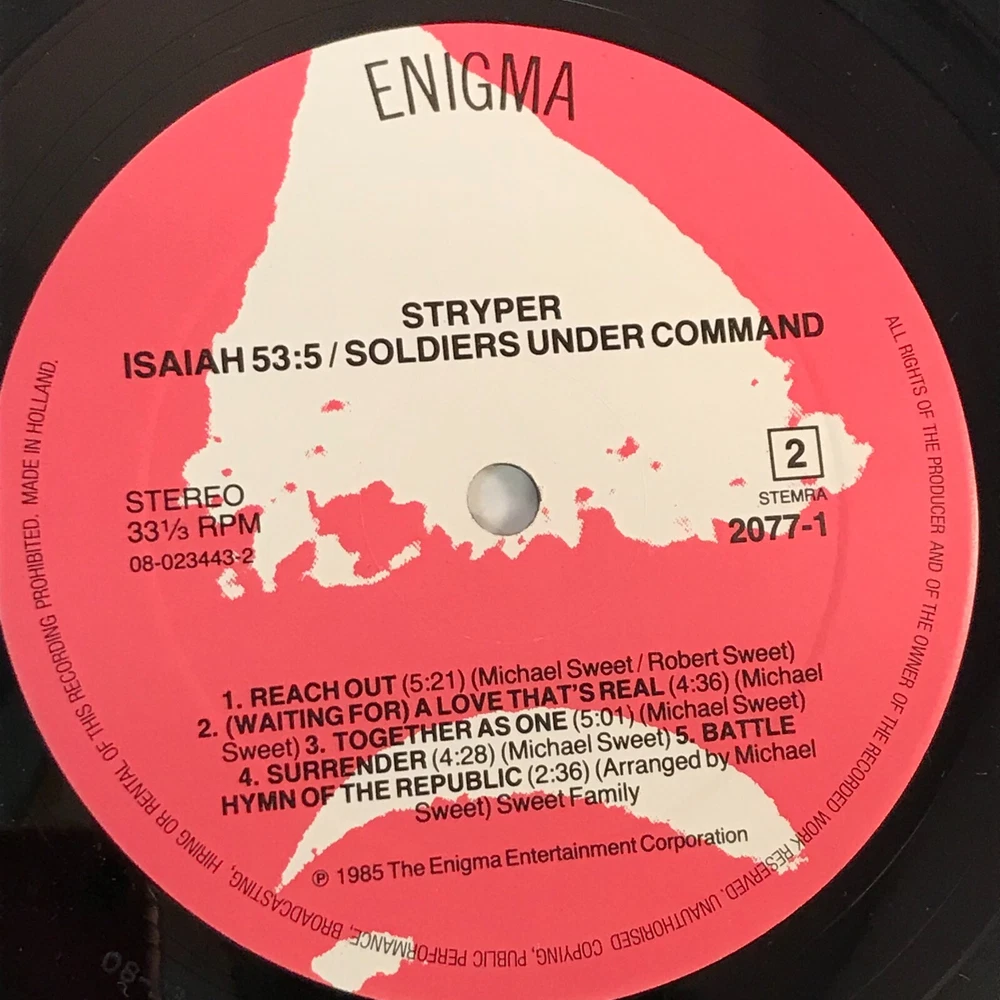 ENIGMA
STRYPER
ISAIAH 53:5 / SOLDIERS UNDER COMMAND
2
STEREO
STEMRA
33⅓ RPM
2077-1
08-023443-2
1. REACH OUT (5:21) (Michael Sweet / Robert Sweet)
2. (WAITING FOR) A LOVE THAT'S REAL (4:36) (Michael
Sweet) 3. TOGETHER AS ONE (5:01) (Michael Sweet)
4. SURRENDER (4:28) (Michael Sweet) 5. BATTLE
HYMN OF THE REPUBLIC (2:36) (Arranged by Michael
Sweet) Sweet Family
℗ 1985 The Enigma Entertainment Corporation
ALL RIGHTS OF THE PRODUCER AND OF THE OWNER OF THE RECORDED WORK RESERVED. UNAUTHORISED COPYING, PUBLIC PERFORMANCE, BROADCASTING, HIRING OR RENTAL OF THIS RECORDING PROHIBITED. MADE IN HOLLAND.